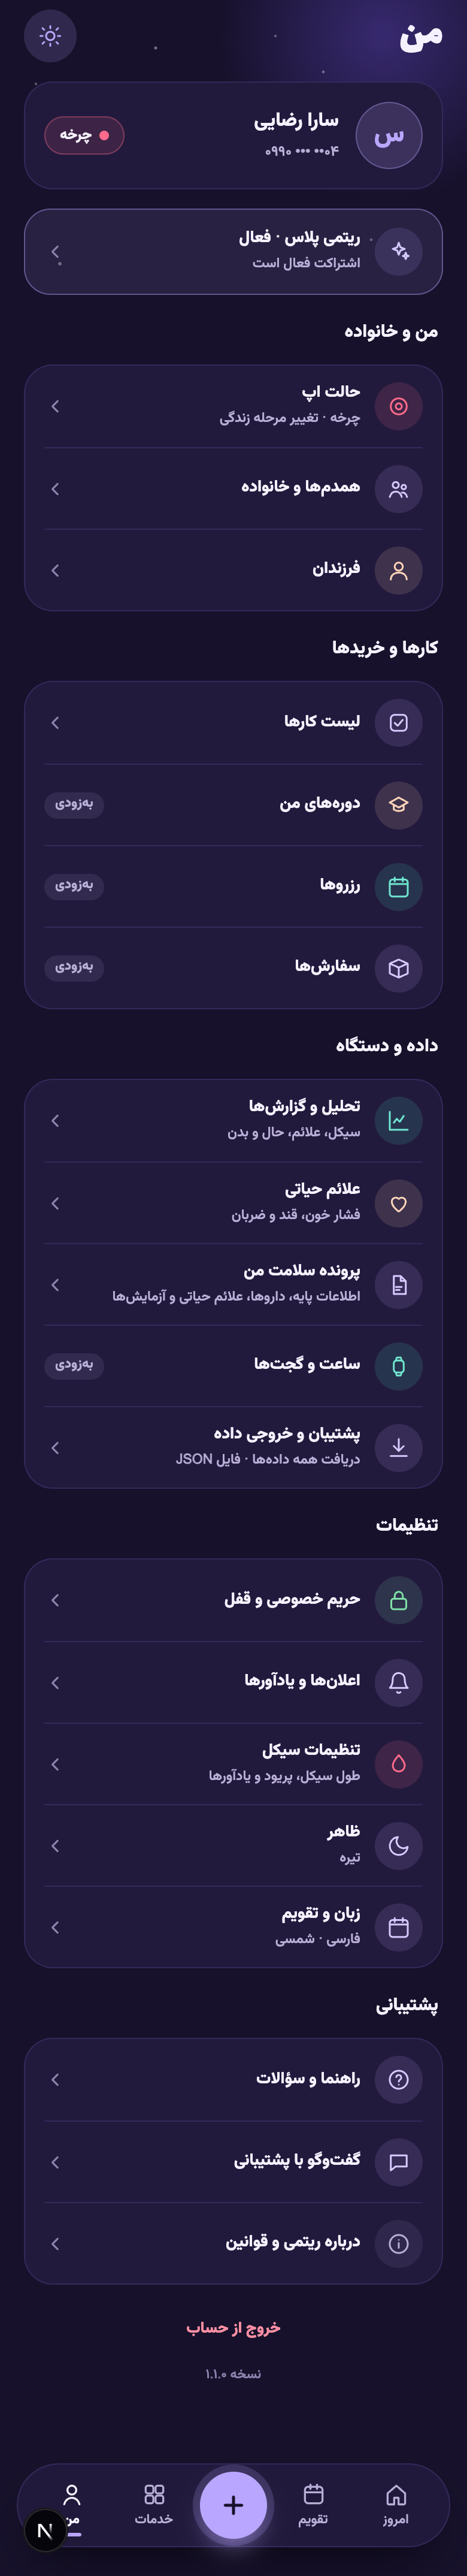 من
سارا رضایی
۰۹۹۰ ••• ••۰۴
چرخه
س
ریتمی پلاس · فعال
اشتراکت فعال است
من و خانواده
حالت اپ
چرخه · تغییر مرحله زندگی
همدم‌ها و خانواده
فرزندان
کارها و خریدها
لیست کارها
دوره‌های من
به‌زودی
رزروها
به‌زودی
سفارش‌ها
به‌زودی
داده و دستگاه
تحلیل و گزارش‌ها
سیکل، علائم، حال و بدن
علائم حیاتی
فشار خون، قند و ضربان
پرونده سلامت من
اطلاعات پایه، داروها، علائم حیاتی و آزمایش‌ها
ساعت و گجت‌ها
به‌زودی
پشتیبان و خروجی داده
دریافت همه داده‌ها · فایل JSON
تنظیمات
حریم خصوصی و قفل
اعلان‌ها و یادآورها
تنظیمات سیکل
طول سیکل، پریود و یادآورها
ظاهر
تیره
زبان و تقویم
فارسی · شمسی
پشتیبانی
راهنما و سؤالات
گفت‌وگو با پشتیبانی
درباره ریتمی و قوانین
خروج از حساب
نسخه ۱.۱.۰
امروز
تقویم
خدمات
من
N